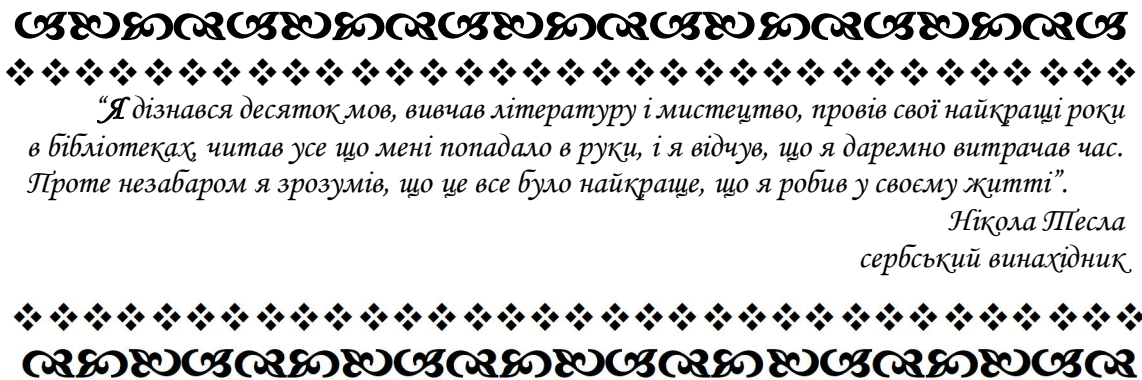 “Я дізнався десяток мов, вивчав літературу і мистецтво, провів свої найкращі роки
в бібліотеках, читав усе що мені попадало в руки, і я відчув, що я даремно витрачав час.
Проте незабаром я зрозумів, що це все було найкраще, що я робив у своєму житті”.
Нікола Тесла
сербський винахідник